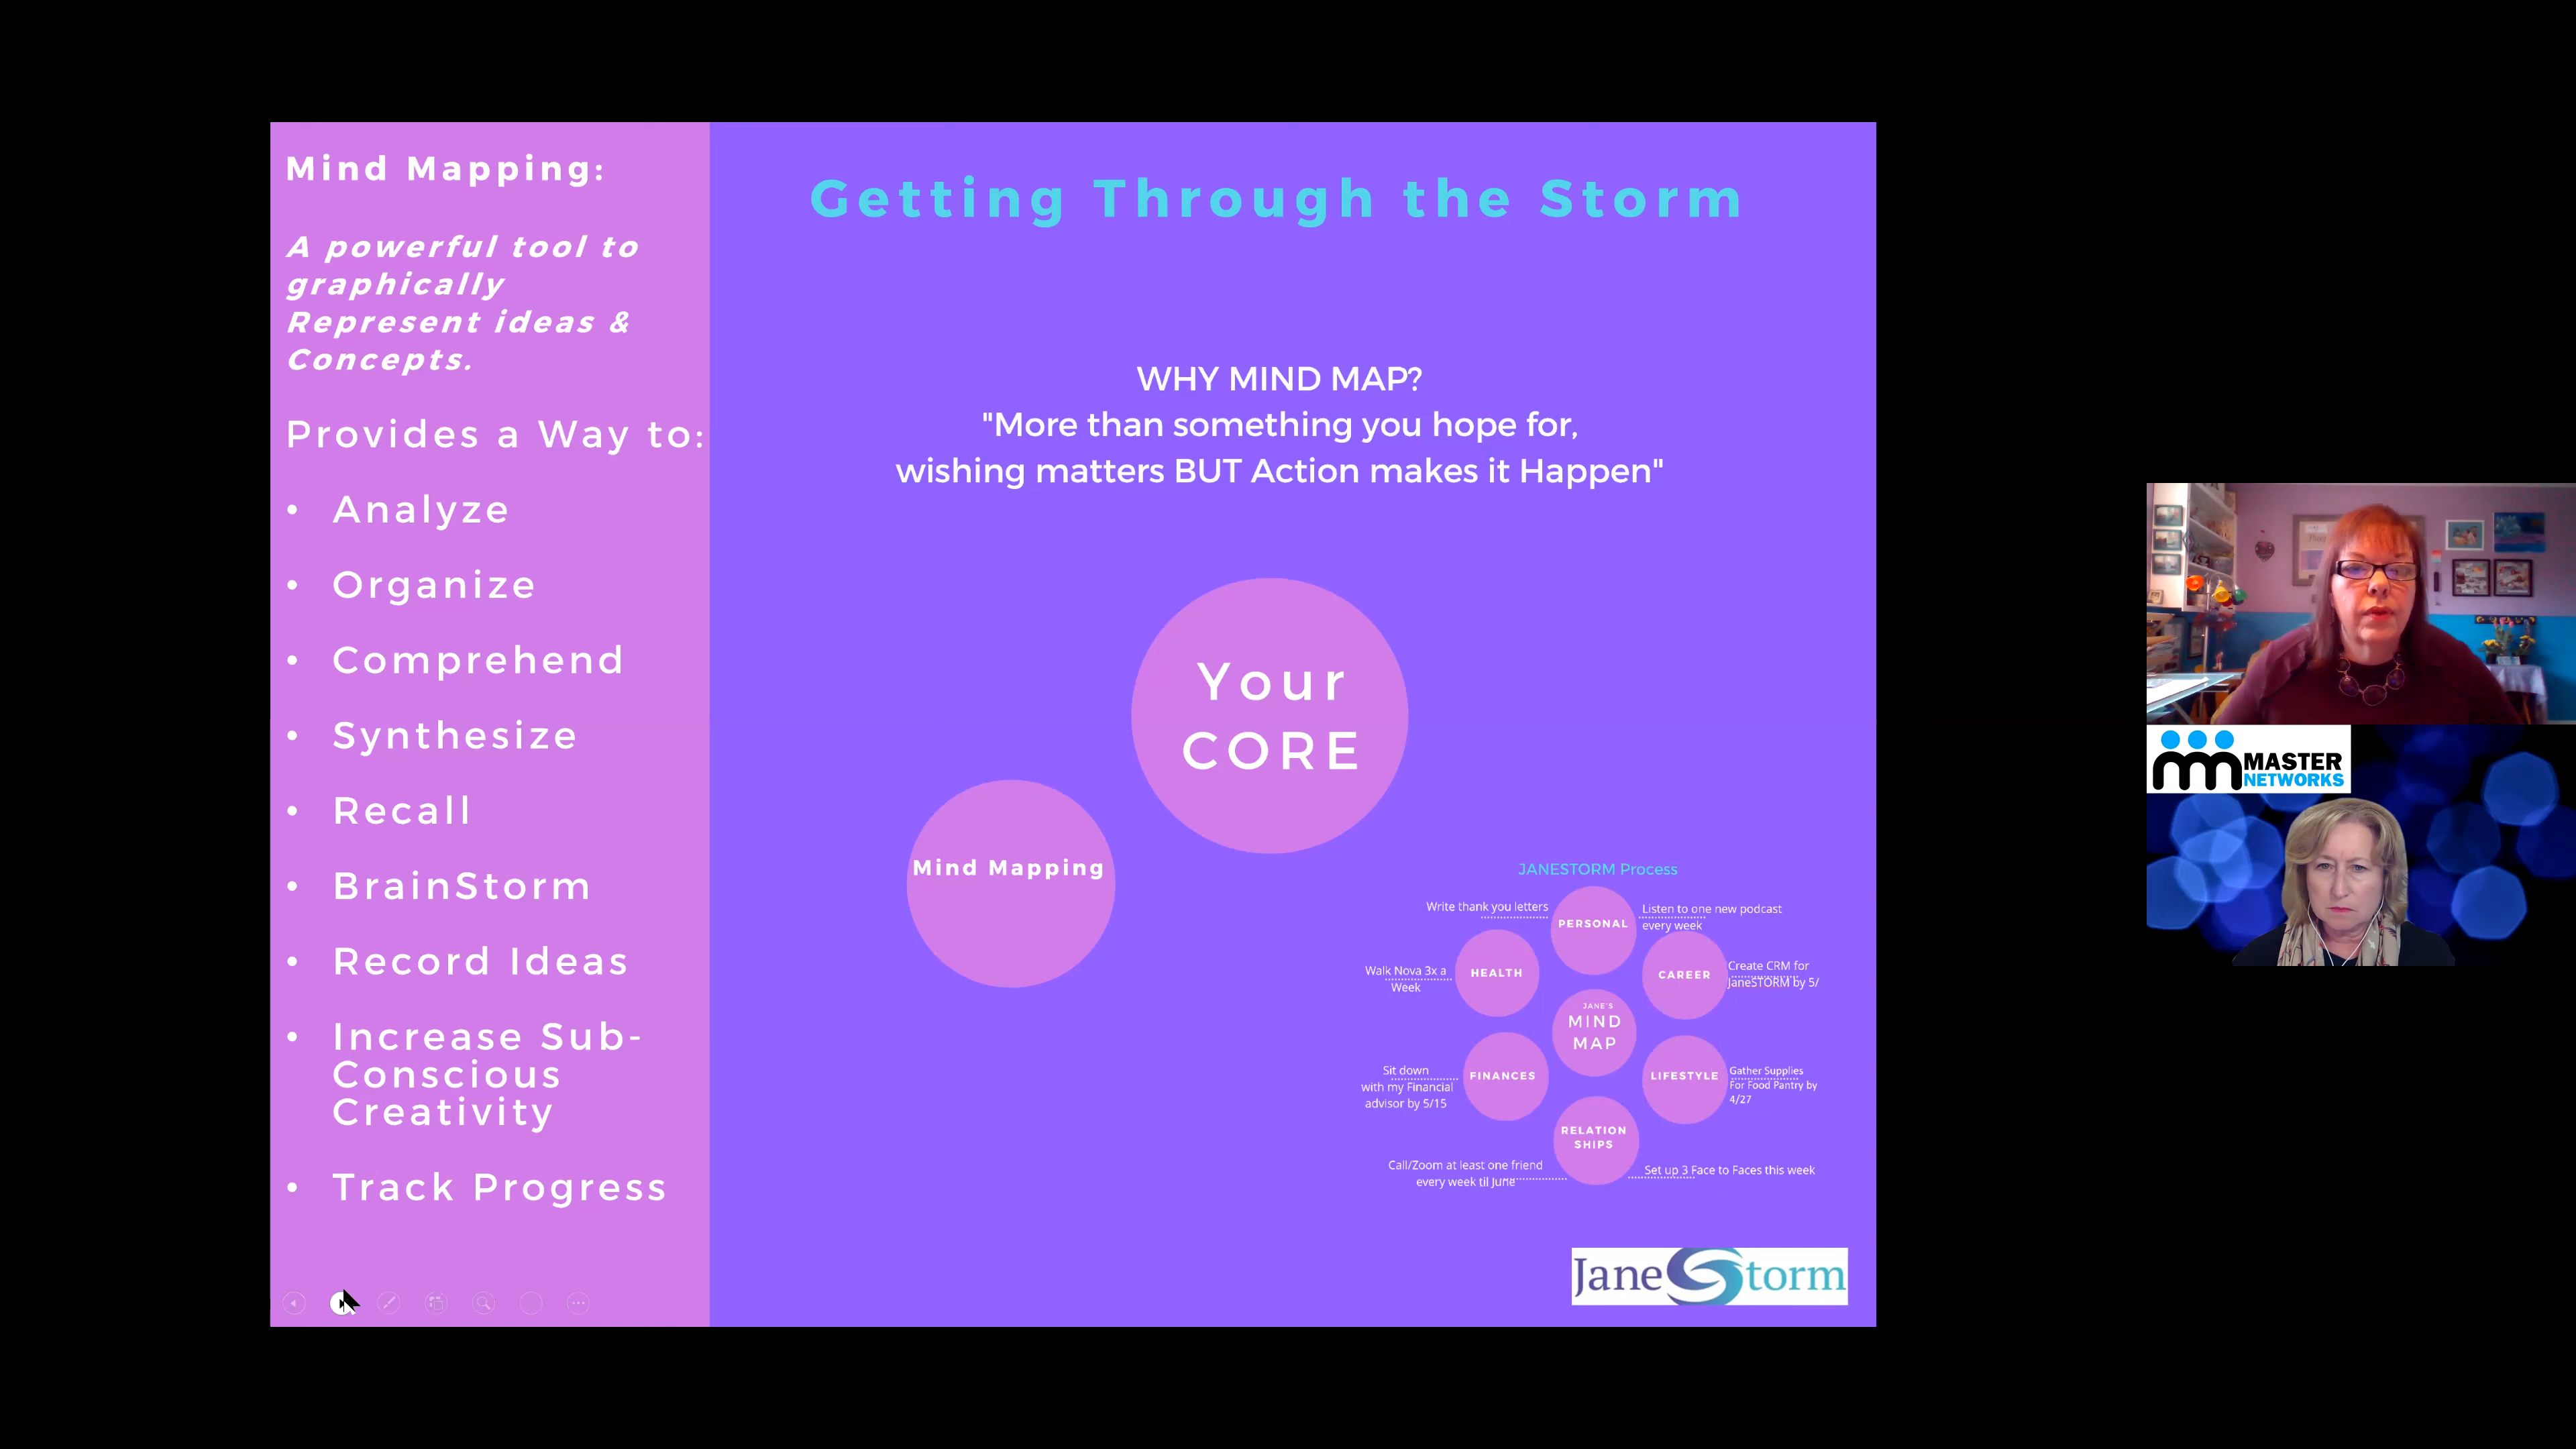 Mind Mapping:
A powerful tool to
graphically
Represent ideas &
Concepts.
Provides a Way to:
• Analyze
• Organize
• Comprehend
• Synthesize
• Recall
• BrainStorm
• Record Ideas
• Increase Sub-
Conscious
Creativity
• Track Progress
Getting Through the Storm
WHY MIND MAP?
"More than something you hope for,
wishing matters BUT Action makes it Happen"
Your
CORE
Mind Mapping
JANESTORM Process
Write thank you letters
PERSONAL
Listen to one new podcast
every week
Walk Nova 3x a
Week
HEALTH
CAREER
Create CRM for
JaneSTORM by 5/
JANE'S
MIND
MAP
Sit down
with my Financial
advisor by 5/15
FINANCES
LIFESTYLE
Gather Supplies
For Food Pantry by
4/27
RELATION
SHIPS
Call/Zoom at least one friend
every week til June
Set up 3 Face to Faces this week
JaneStorm
MASTER
NETWORKS